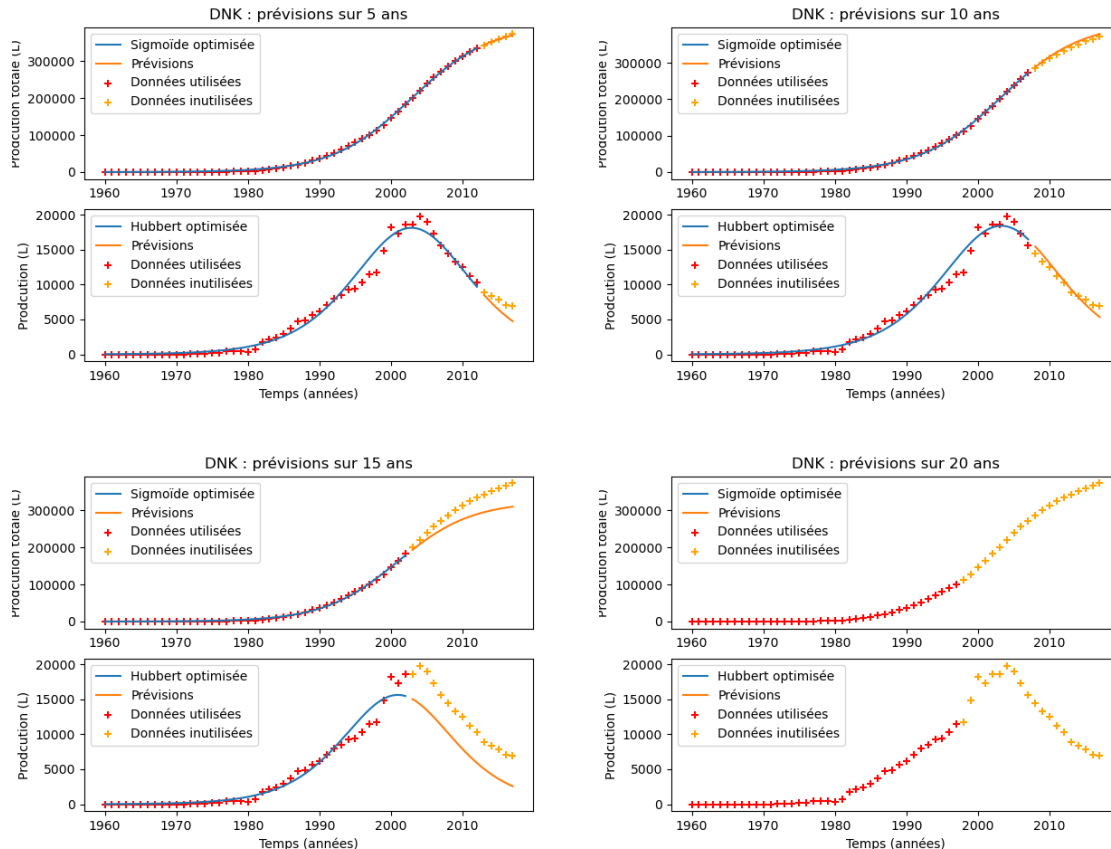 DNK : prévisions sur 5 ans
Prodcution totale (L)
300000
200000
100000
0
Sigmoïde optimisée
Prévisions
Données utilisées
Données inutilisées
1960 1970 1980 1990 2000 2010
Prodcution (L)
20000
15000
10000
5000
0
Hubbert optimisée
Prévisions
Données utilisées
Données inutilisées
1960 1970 1980 1990 2000 2010
Temps (années)
DNK : prévisions sur 10 ans
Prodcution totale (L)
300000
200000
100000
0
Sigmoïde optimisée
Prévisions
Données utilisées
Données inutilisées
1960 1970 1980 1990 2000 2010
Prodcution (L)
20000
15000
10000
5000
0
Hubbert optimisée
Prévisions
Données utilisées
Données inutilisées
1960 1970 1980 1990 2000 2010
Temps (années)
DNK : prévisions sur 15 ans
Prodcution totale (L)
300000
200000
100000
0
Sigmoïde optimisée
Prévisions
Données utilisées
Données inutilisées
1960 1970 1980 1990 2000 2010
Prodcution (L)
20000
15000
10000
5000
0
Hubbert optimisée
Prévisions
Données utilisées
Données inutilisées
1960 1970 1980 1990 2000 2010
Temps (années)
DNK : prévisions sur 20 ans
Prodcution totale (L)
300000
200000
100000
0
Sigmoïde optimisée
Prévisions
Données utilisées
Données inutilisées
1960 1970 1980 1990 2000 2010
Prodcution (L)
20000
15000
10000
5000
0
Hubbert optimisée
Prévisions
Données utilisées
Données inutilisées
1960 1970 1980 1990 2000 2010
Temps (années)